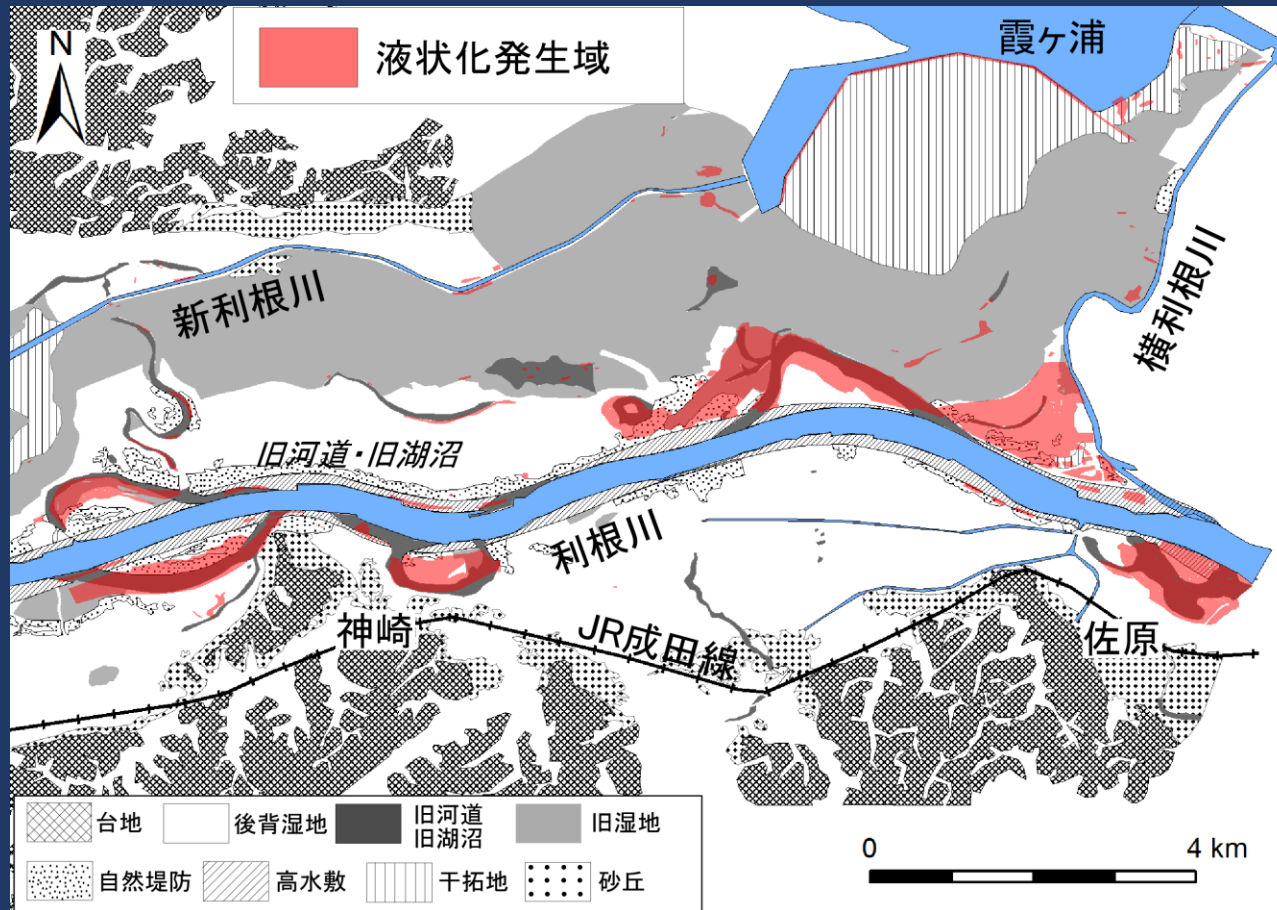 N
液状化発生域
霞ヶ浦
新利根川
横利根川
旧河道・旧湖沼
利根川
神崎
JR成田線
佐原
台地
後背湿地
旧河道
旧湖沼
旧湿地
自然堤防
高水敷
干拓地
砂丘
0
4 km